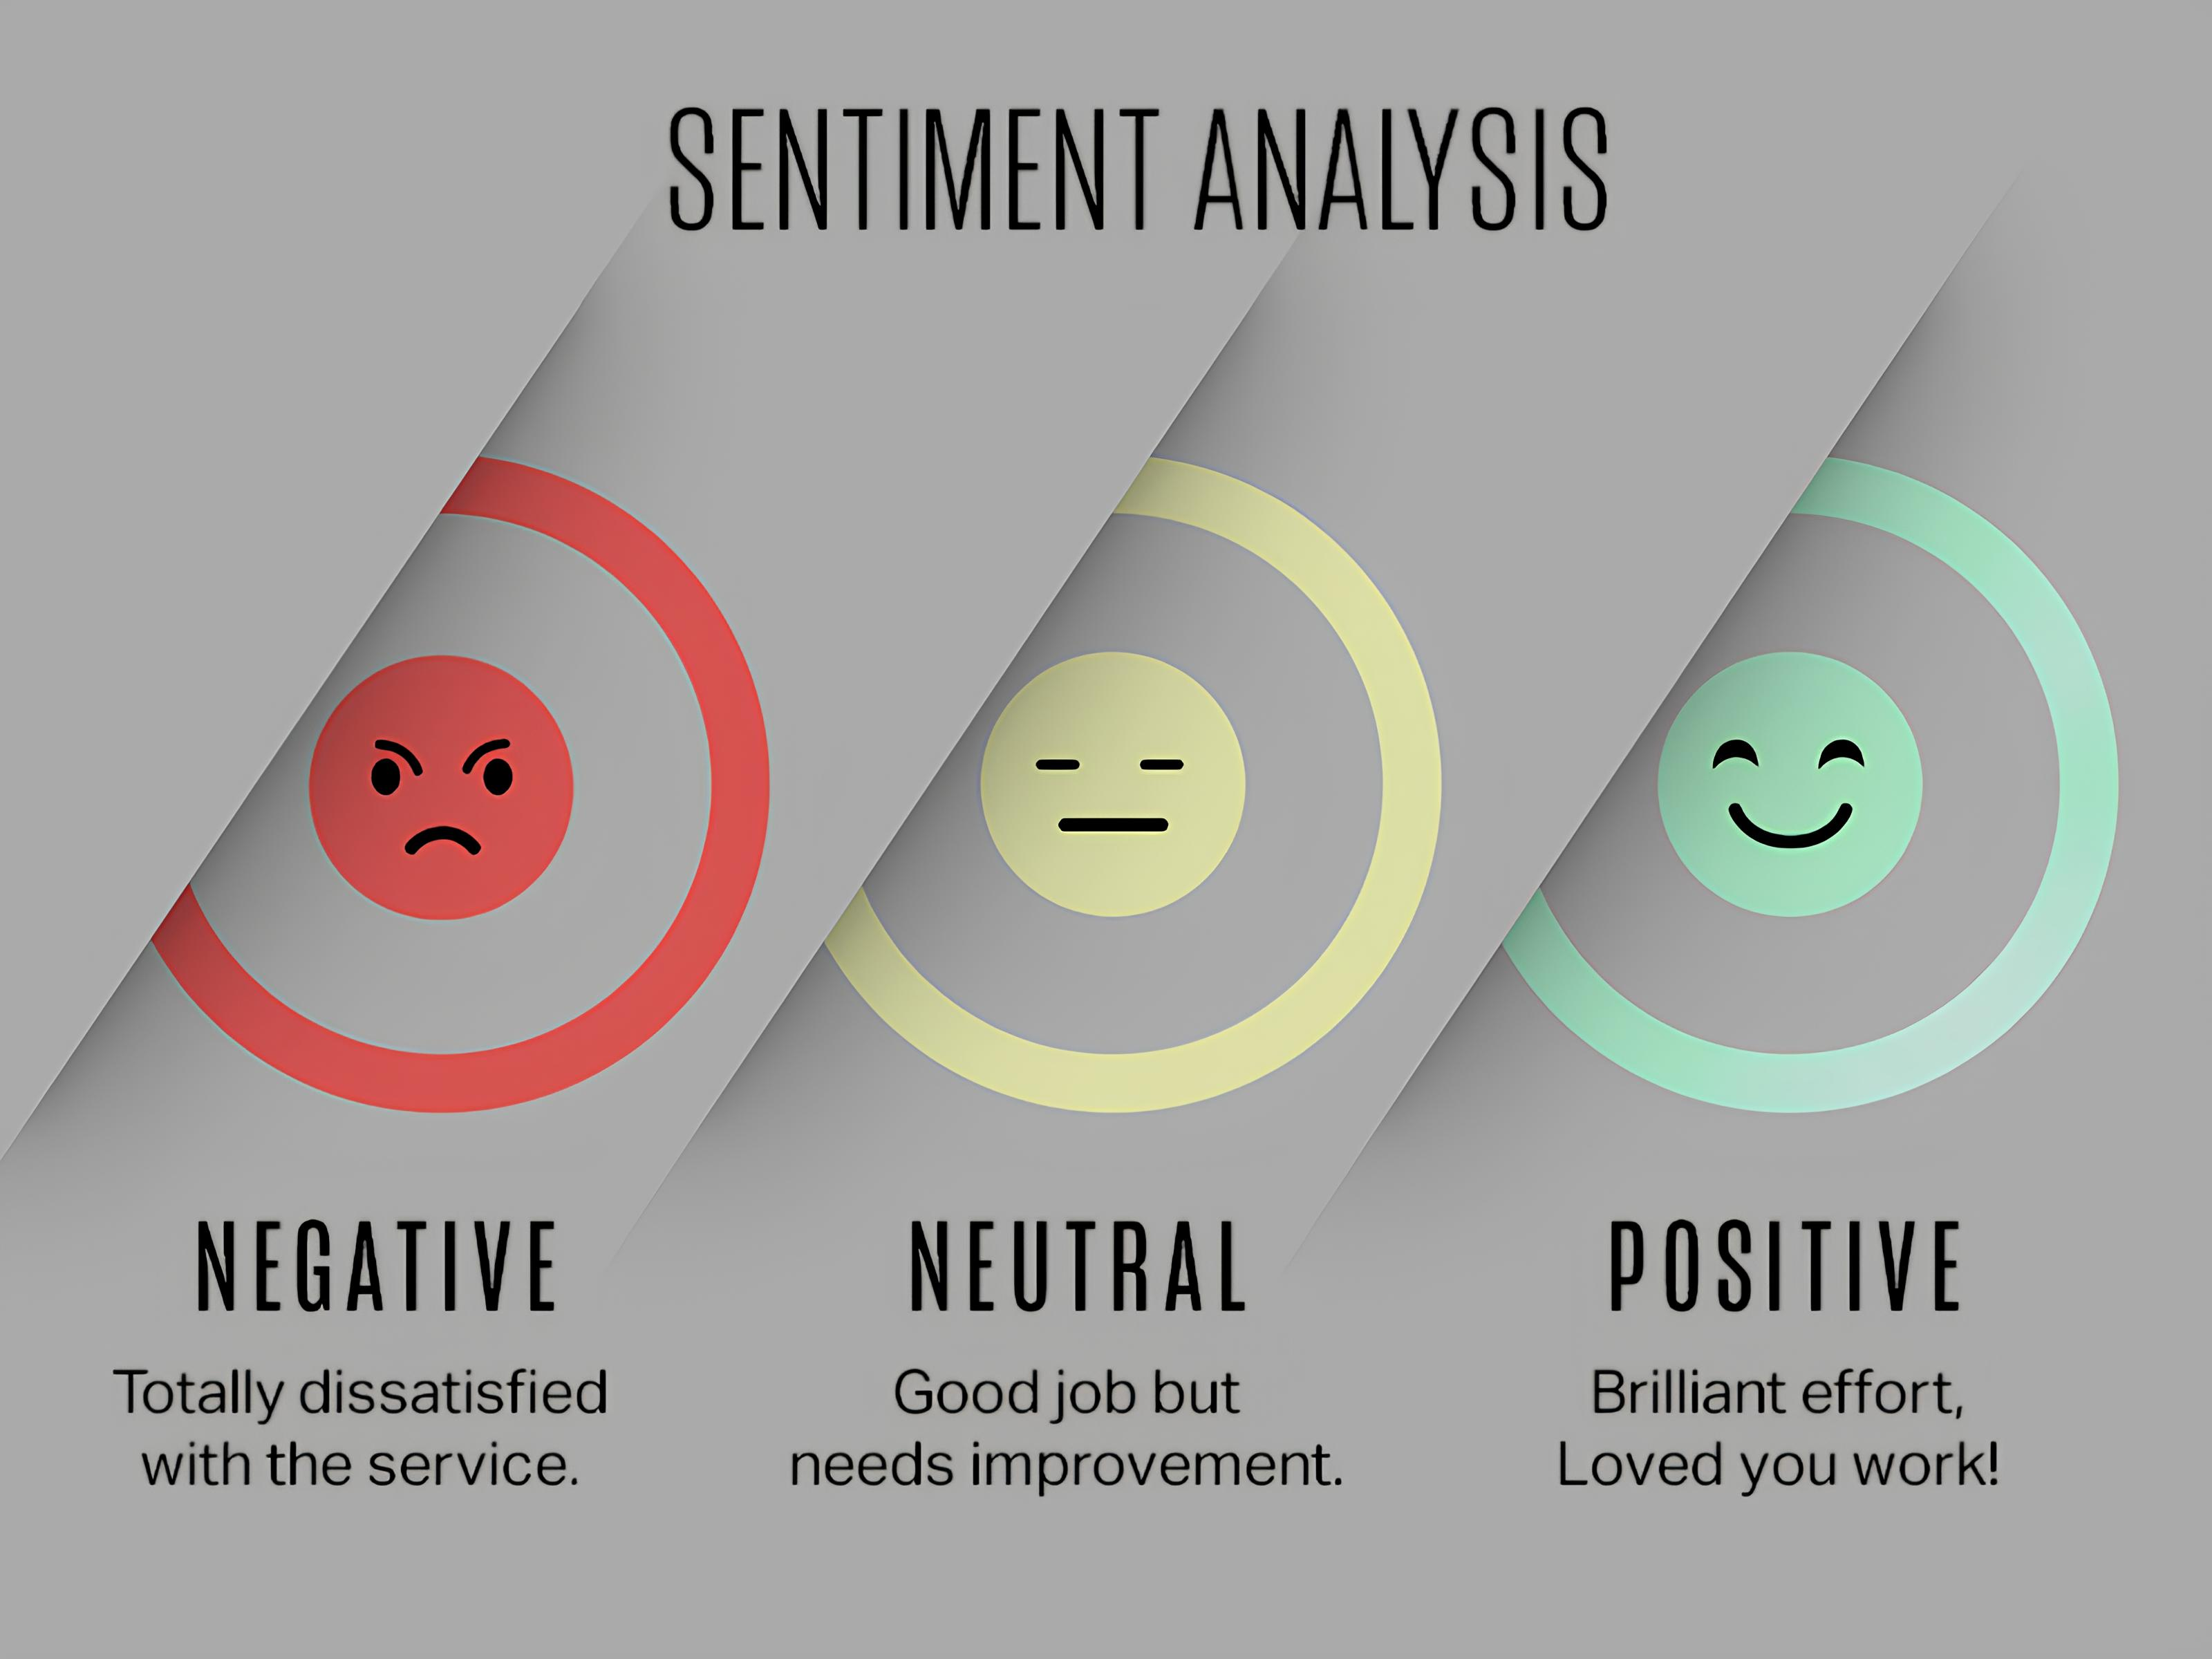 SENTIMENT ANALYSIS
NEGATIVE
Totally dissatisfied
with the service.
NEUTRAL
Good job but
needs improvement.
POSITIVE
Brilliant effort,
Loved you work!